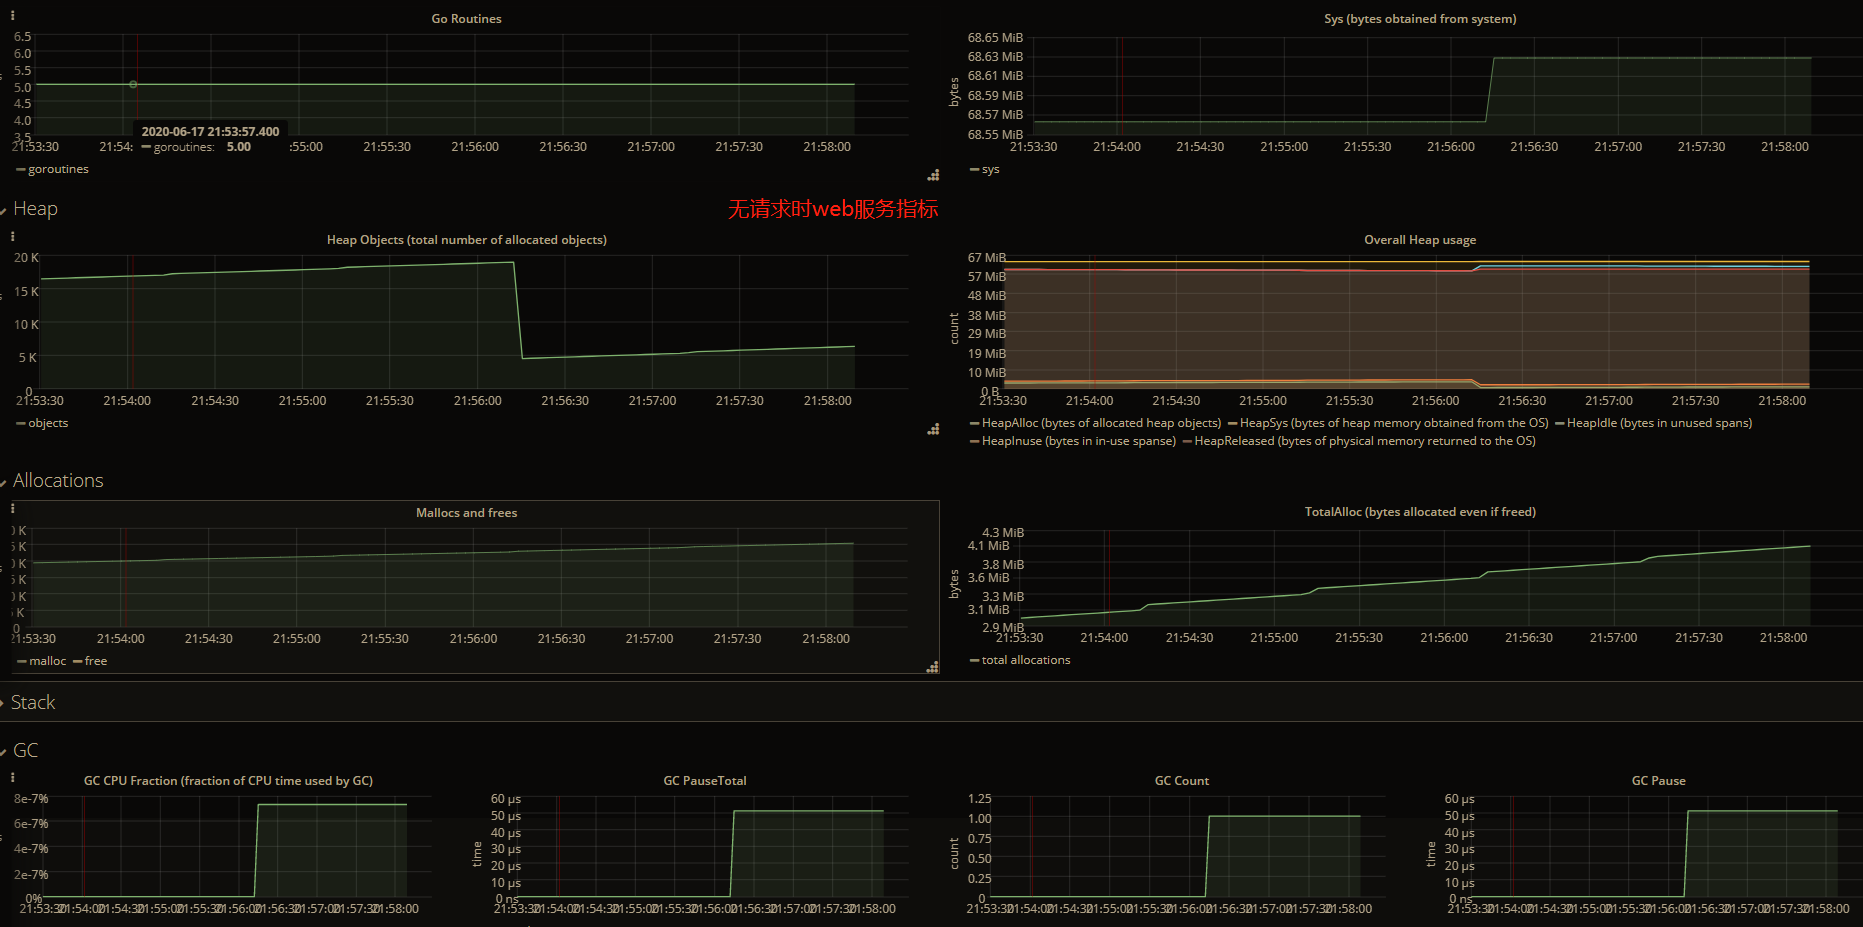 Go Routines
6.5
6.0
5.5
5.0
4.5
4.0
3.5
21:53:30 21:54: :55:00 21:55:30 21:56:00 21:56:30 21:57:00 21:57:30 21:58:00
2020-06-17 21:53:57.400
goroutines: 5.00
goroutines
Sys (bytes obtained from system)
bytes
68.65 MiB
68.63 MiB
68.61 MiB
68.59 MiB
68.57 MiB
68.55 MiB
21:53:30 21:54:00 21:54:30 21:55:00 21:55:30 21:56:00 21:56:30 21:57:00 21:57:30 21:58:00
sys
Heap
无请求时web服务指标
Heap Objects (total number of allocated objects)
20 K
15 K
10 K
5 K
0
21:53:30 21:54:00 21:54:30 21:55:00 21:55:30 21:56:00 21:56:30 21:57:00 21:57:30 21:58:00
objects
Overall Heap usage
count
67 MiB
57 MiB
48 MiB
38 MiB
29 MiB
19 MiB
10 MiB
0 B
21:53:30 21:54:00 21:54:30 21:55:00 21:55:30 21:56:00 21:56:30 21:57:00 21:57:30 21:58:00
HeapAlloc (bytes of allocated heap objects) HeapSys (bytes of heap memory obtained from the OS) HeapIdle (bytes in unused spans)
HeapInuse (bytes in in-use spanse) HeapReleased (bytes of physical memory returned to the OS)
Allocations
Mallocs and frees
K
5 K
0 K
5 K
0 K
K
0
21:53:30 21:54:00 21:54:30 21:55:00 21:55:30 21:56:00 21:56:30 21:57:00 21:57:30 21:58:00
malloc free
TotalAlloc (bytes allocated even if freed)
bytes
4.3 MiB
4.1 MiB
3.8 MiB
3.6 MiB
3.3 MiB
3.1 MiB
2.9 MiB
21:53:30 21:54:00 21:54:30 21:55:00 21:55:30 21:56:00 21:56:30 21:57:00 21:57:30 21:58:00
total allocations
Stack
GC
GC CPU Fraction (fraction of CPU time used by GC)
8e-7%
6e-7%
4e-7%
2e-7%
0%
21:53:30 21:54:00 21:54:30 21:55:00 21:55:30 21:56:00 21:56:30 21:57:00 21:57:30 21:58:00
GC PauseTotal
time
60 µs
50 µs
40 µs
30 µs
20 µs
10 µs
0 ns
21:53:30 21:54:00 21:54:30 21:55:00 21:55:30 21:56:00 21:56:30 21:57:00 21:57:30 21:58:00
GC Count
count
1.25
1.00
0.75
0.50
0.25
0
21:53:30 21:54:00 21:54:30 21:55:00 21:55:30 21:56:00 21:56:30 21:57:00 21:57:30 21:58:00
GC Pause
time
60 µs
50 µs
40 µs
30 µs
20 µs
10 µs
0 ns
21:53:30 21:54:00 21:54:30 21:55:00 21:55:30 21:56:00 21:56:30 21:57:00 21:57:30 21:58:00